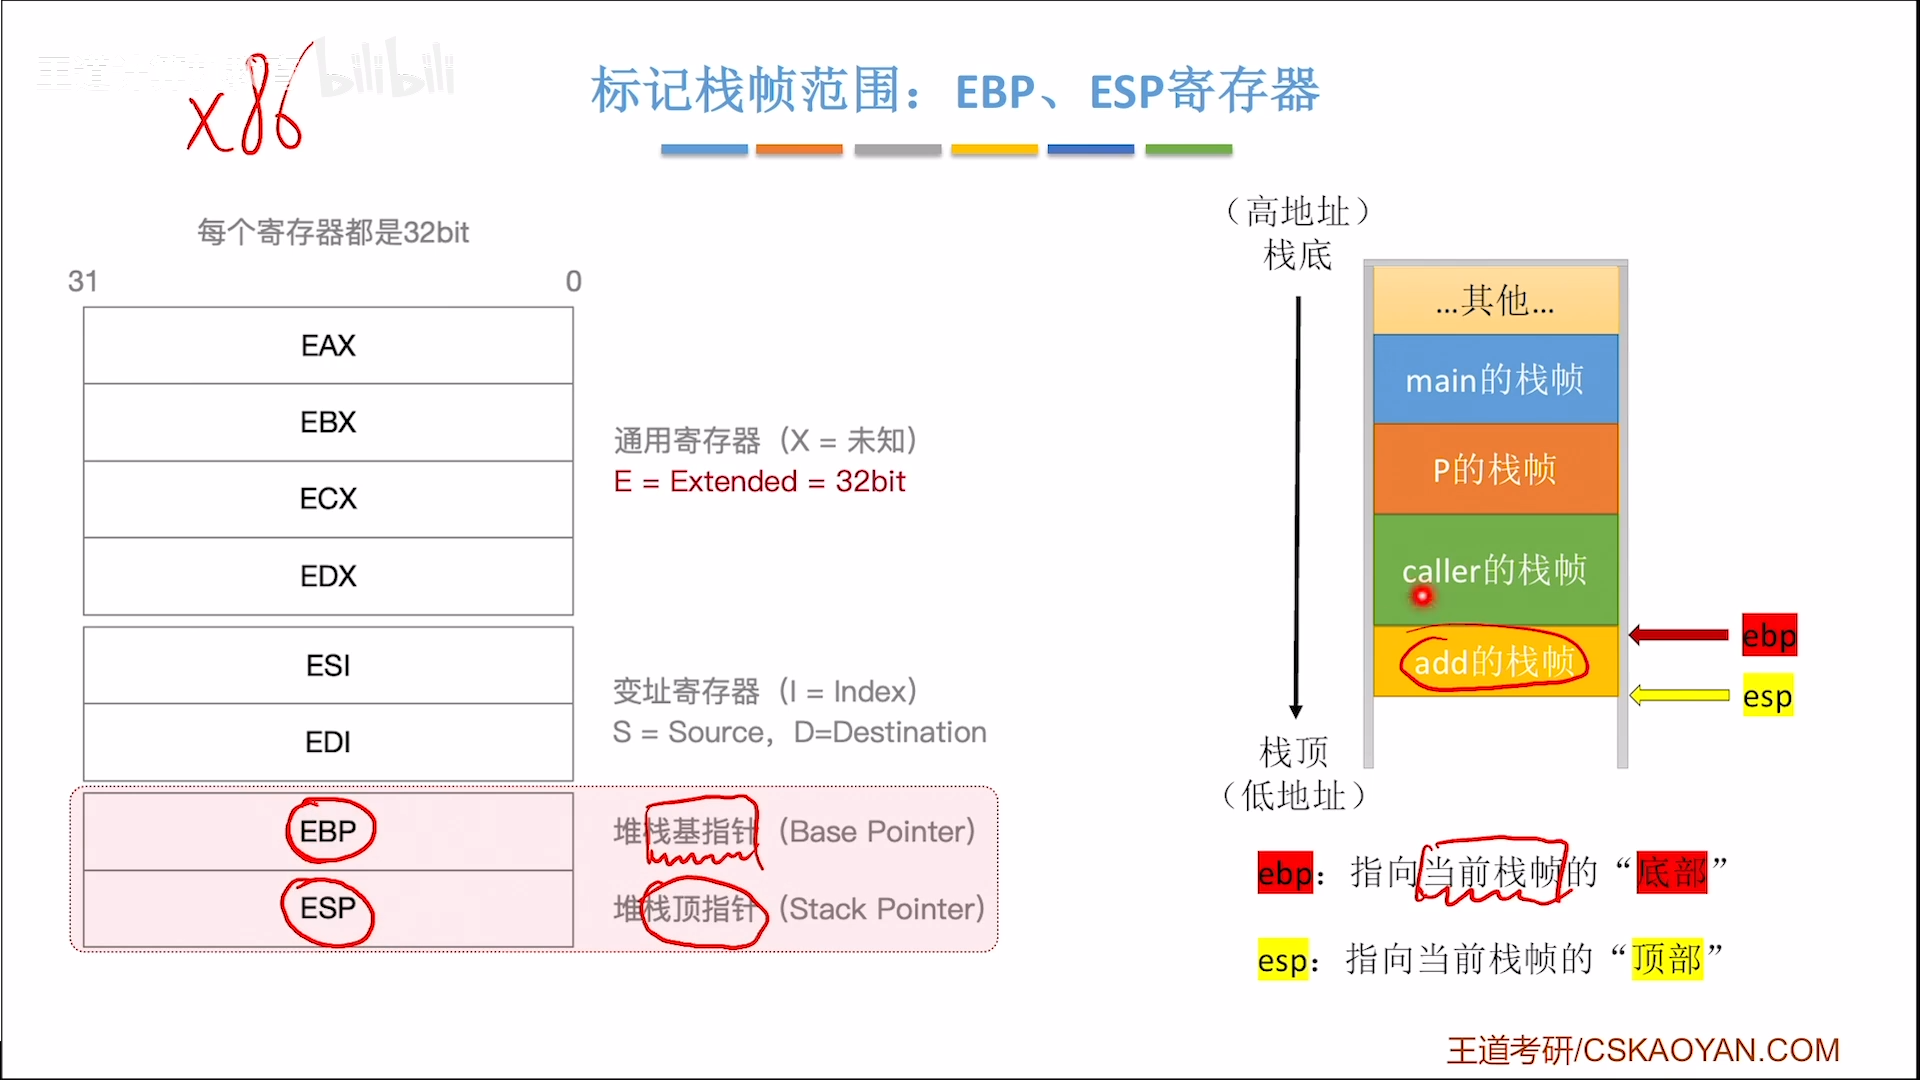 x86
bilibili
标记栈帧范围：EBP、ESP寄存器
每个寄存器都是32bit
31 0
EAX
EBX
ECX
EDX
通用寄存器（X = 未知）
E = Extended = 32bit
ESI
EDI
变址寄存器（I = Index）
S = Source，D=Destination
EBP
堆栈基指针（Base Pointer）
ESP
堆栈顶指针（Stack Pointer）
（高地址）
栈底
...其他...
main的栈帧
P的栈帧
caller的栈帧
add的栈帧
ebp
esp
栈顶
（低地址）
ebp：指向当前栈帧的“底部”
esp：指向当前栈帧的“顶部”
王道考研/CSKAOYAN.COM